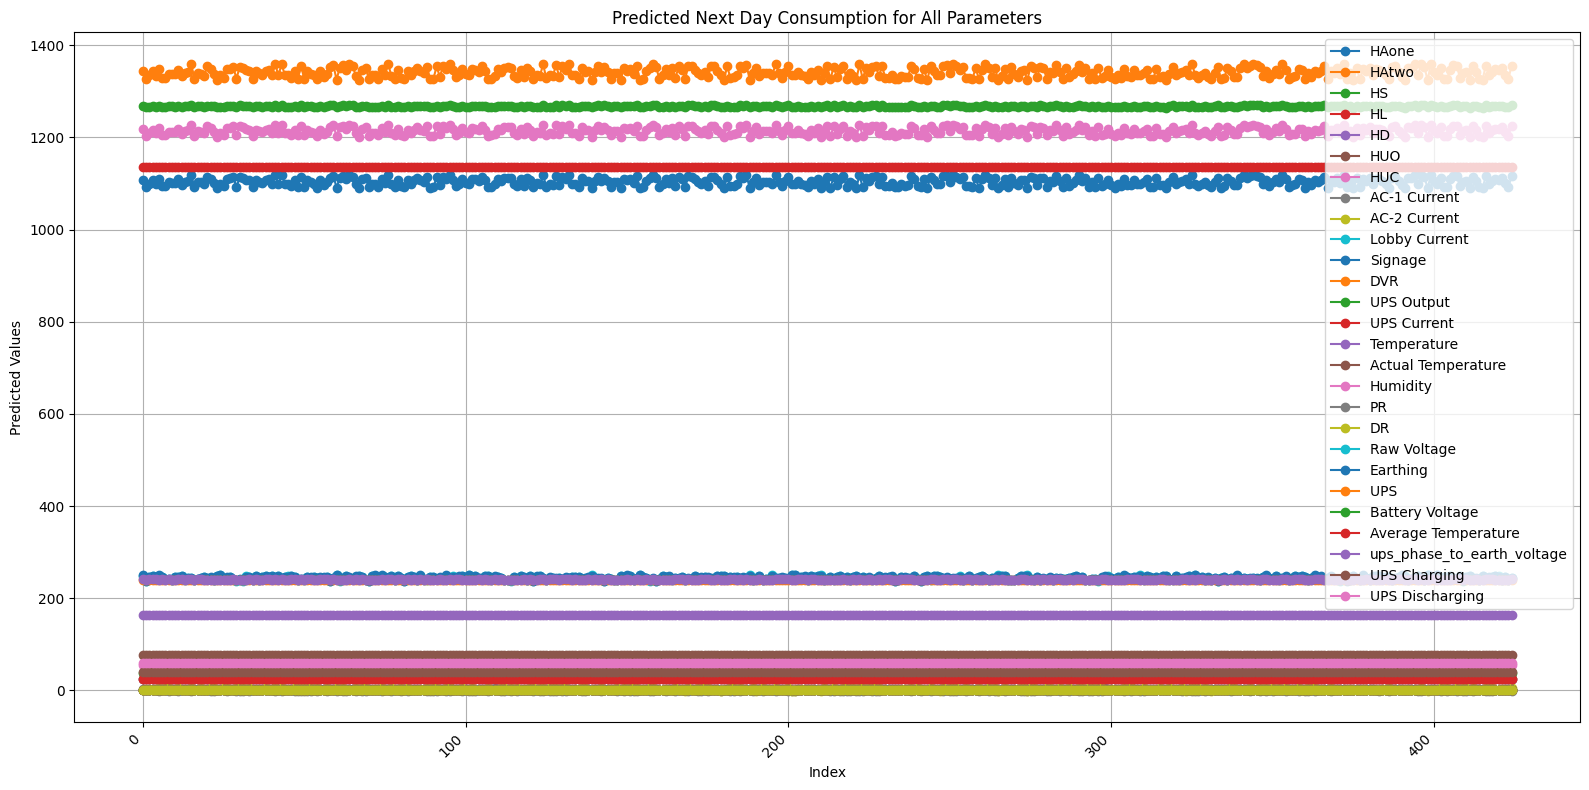 Predicted Next Day Consumption for All Parameters
1400
1200
1000
800
600
400
200
0
Predicted Values
0
100
200
300
400
Index
HAone
HAtwo
HS
HL
HD
HUO
HUC
AC-1 Current
AC-2 Current
Lobby Current
Signage
DVR
UPS Output
UPS Current
Temperature
Actual Temperature
Humidity
PR
DR
Raw Voltage
Earthing
UPS
Battery Voltage
Average Temperature
ups_phase_to_earth_voltage
UPS Charging
UPS Discharging